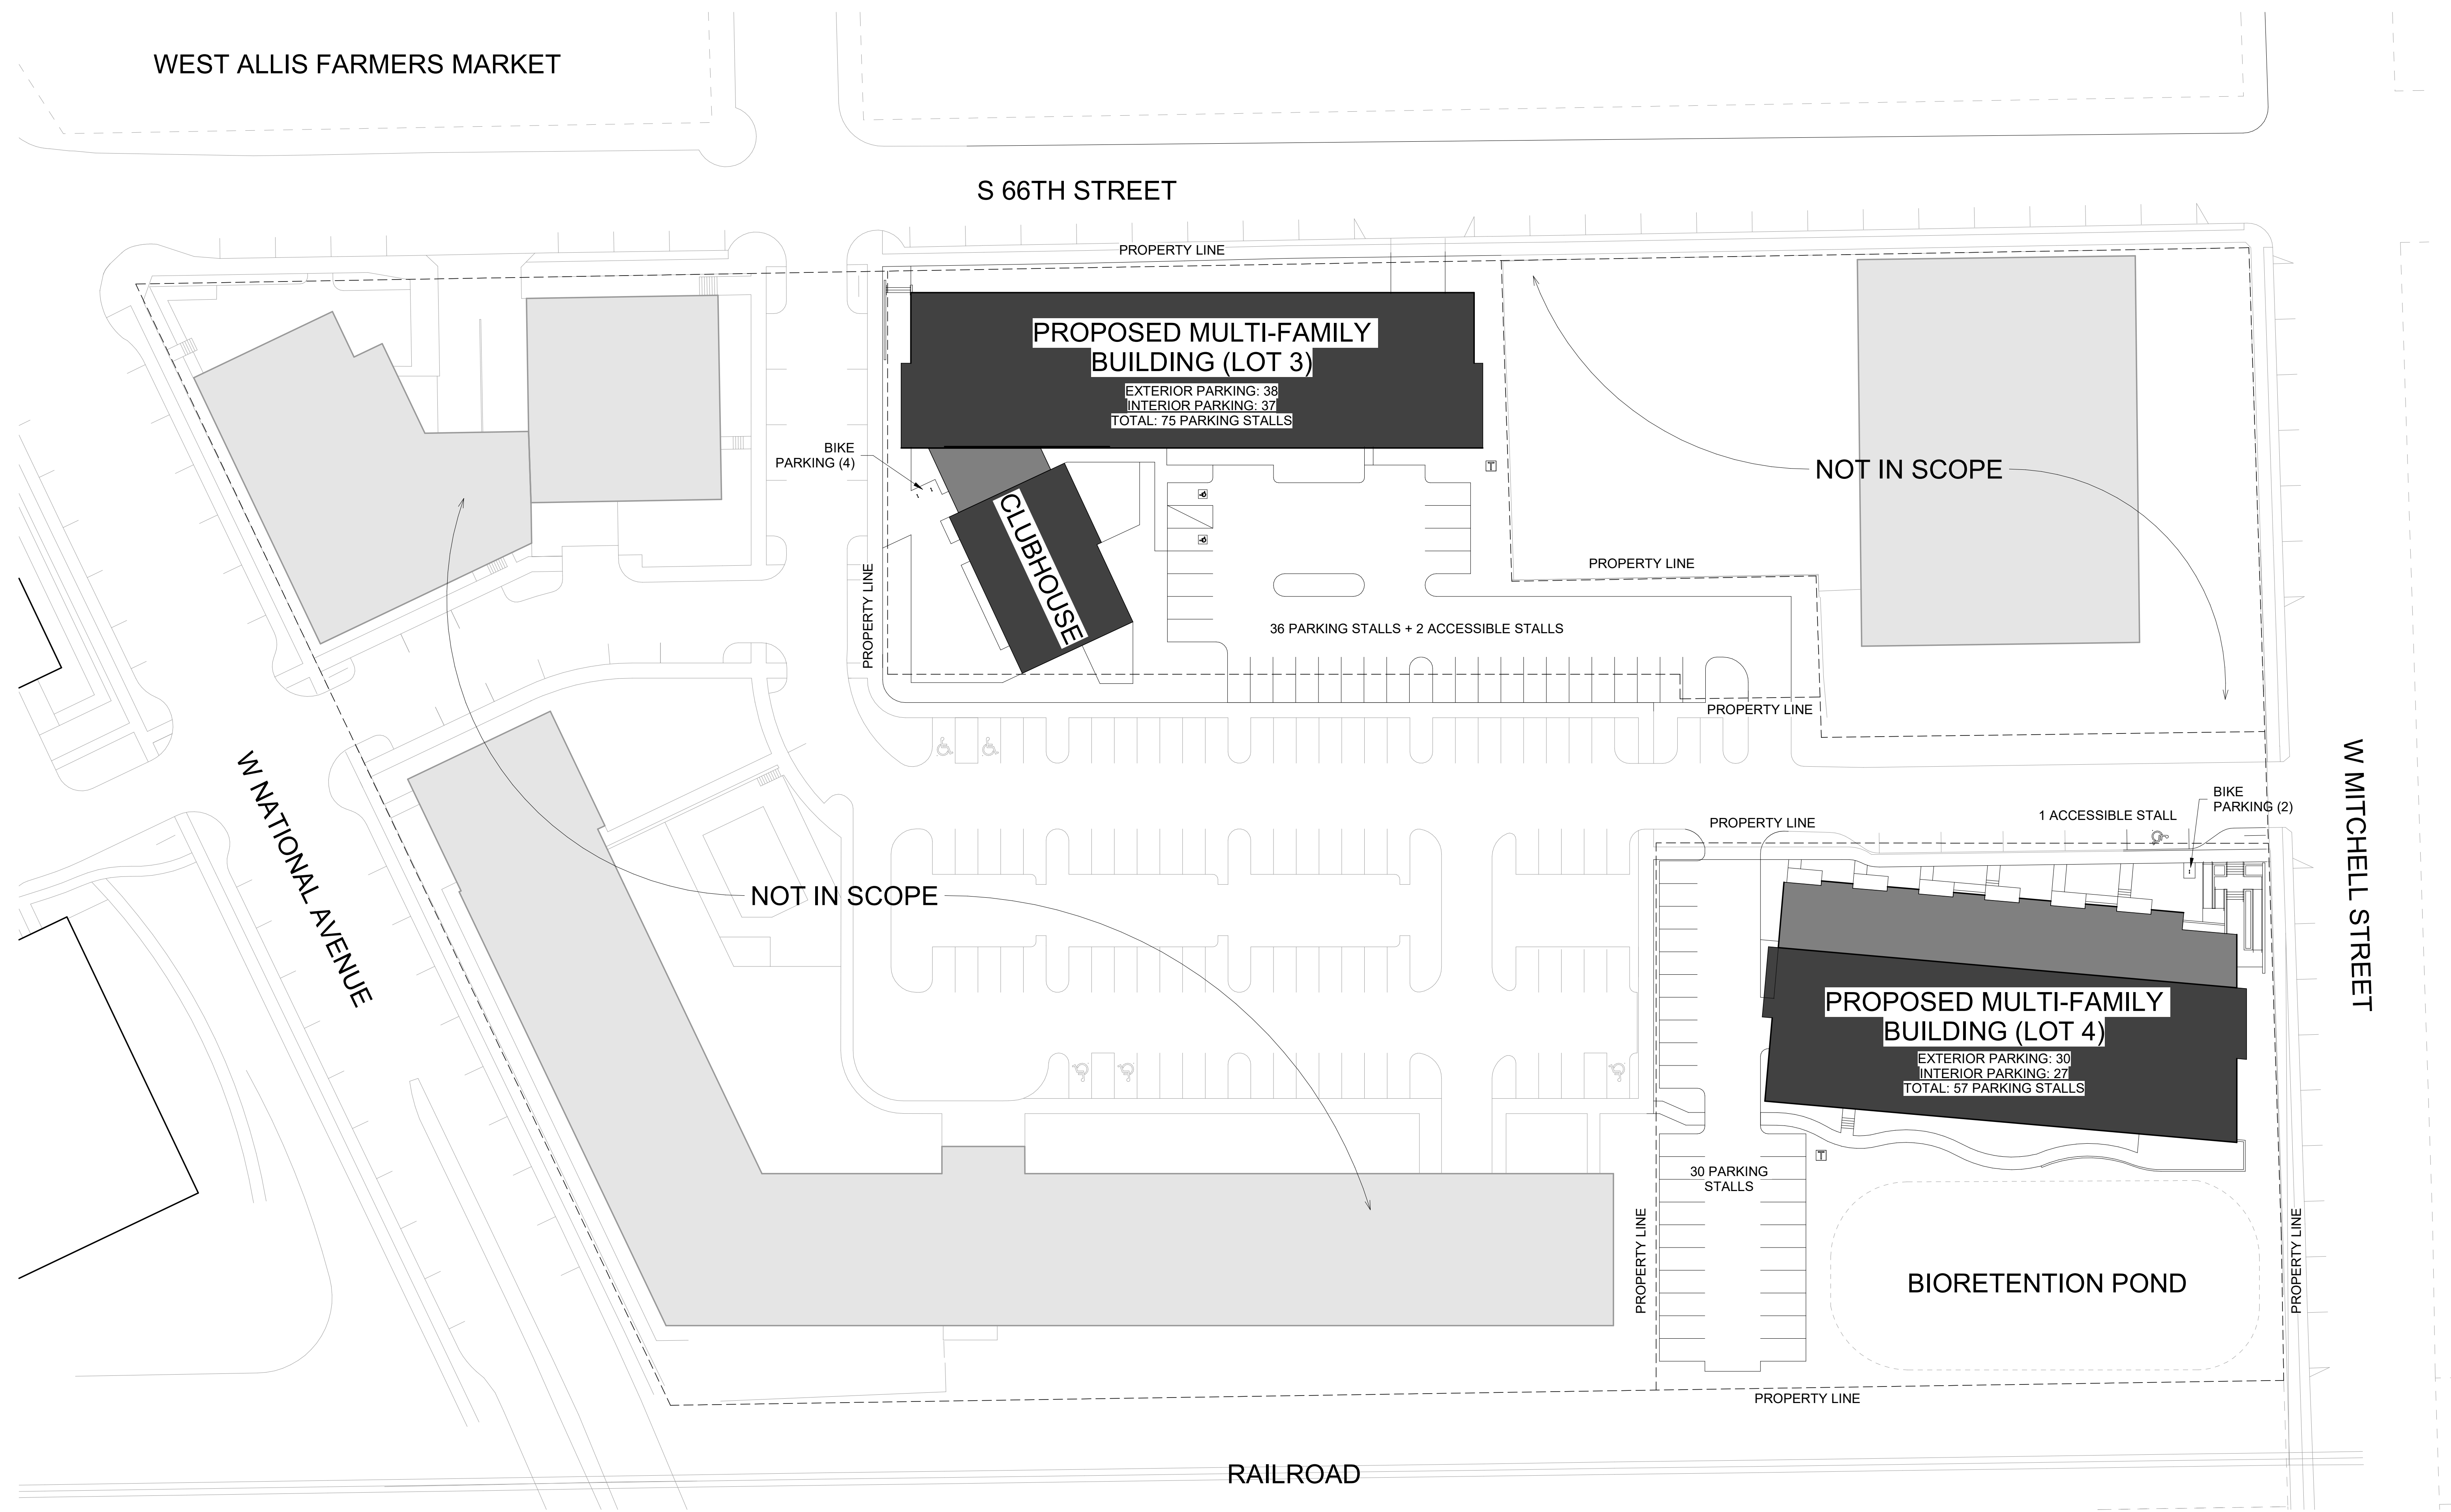 WEST ALLIS FARMERS MARKET
S 66TH STREET
PROPERTY LINE
PROPOSED MULTI-FAMILY
BUILDING (LOT 3)
EXTERIOR PARKING: 38
INTERIOR PARKING: 37
TOTAL: 75 PARKING STALLS
BIKE
PARKING (4)
T
NOT IN SCOPE
CLUBHOUSE
PROPERTY LINE
PROPERTY LINE
36 PARKING STALLS + 2 ACCESSIBLE STALLS
PROPERTY LINE
W NATIONAL AVENUE
W MITCHELL STREET
BIKE
PARKING (2)
1 ACCESSIBLE STALL
PROPERTY LINE
NOT IN SCOPE
PROPOSED MULTI-FAMILY
BUILDING (LOT 4)
EXTERIOR PARKING: 30
INTERIOR PARKING: 27
TOTAL: 57 PARKING STALLS
T
30 PARKING
STALLS
PROPERTY LINE
BIORETENTION POND
PROPERTY LINE
PROPERTY LINE
RAILROAD